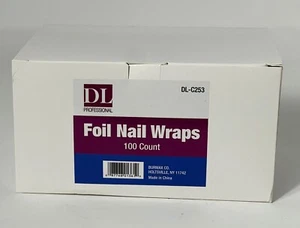 DL
PROFESSIONAL
DL-C253
Foil Nail Wraps
100 Count
BURMAX CO
HOLTSVILLE, NY 11742
Made in China